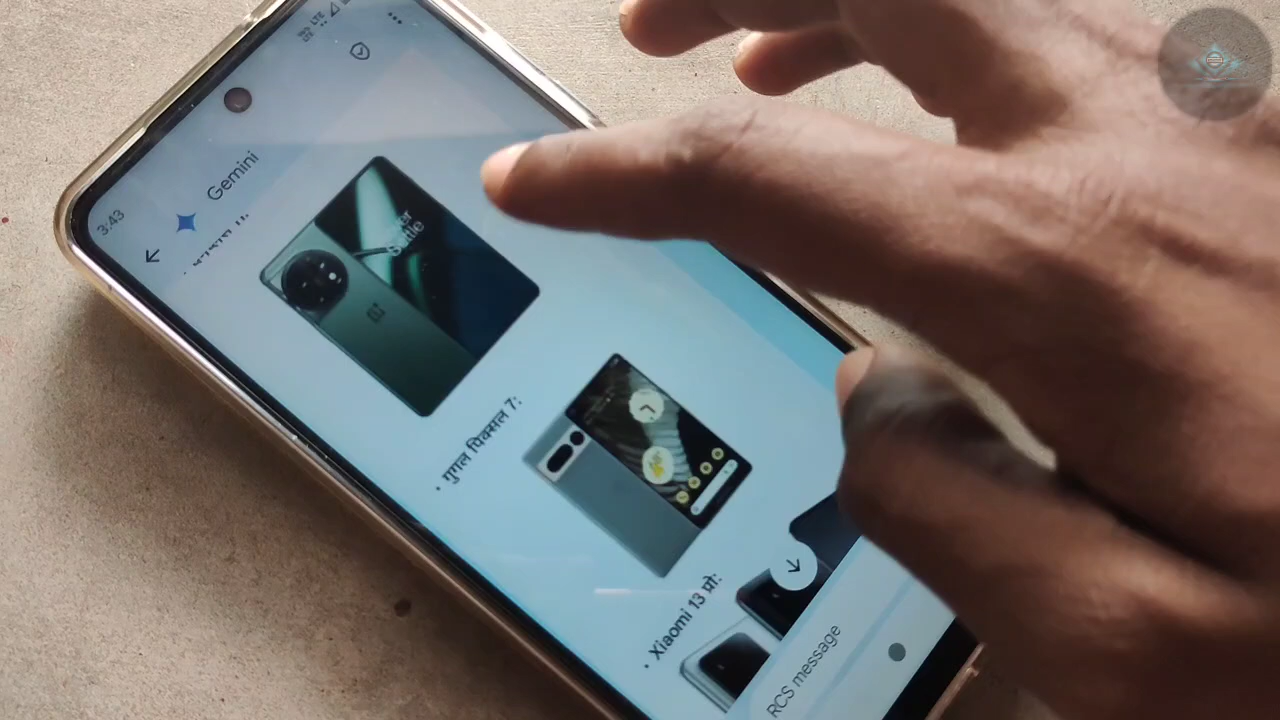 3:43
Gemini
• गूगल पिक्सल 7:
• Xiaomi 13 प्रो:
RCS message